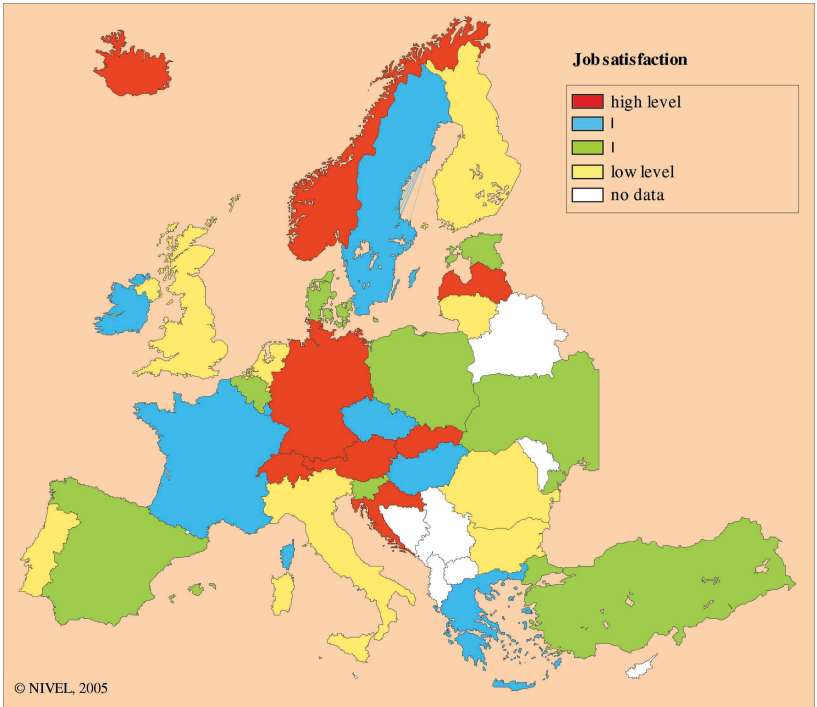 Job satisfaction
high level
l
l
low level
no data
© NIVEL, 2005